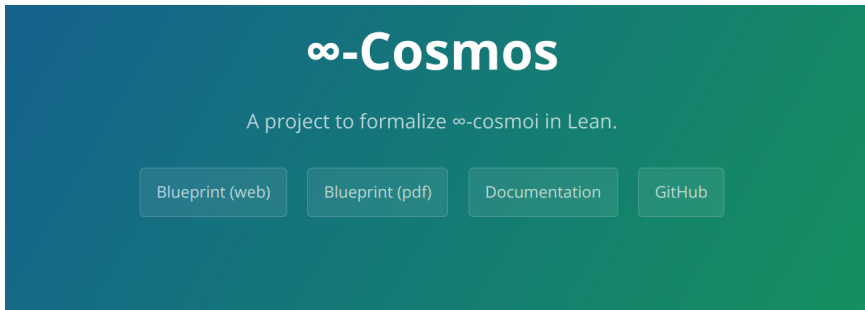 ∞-Cosmos
A project to formalize ∞-cosmoi in Lean.
Blueprint (web) Blueprint (pdf) Documentation GitHub